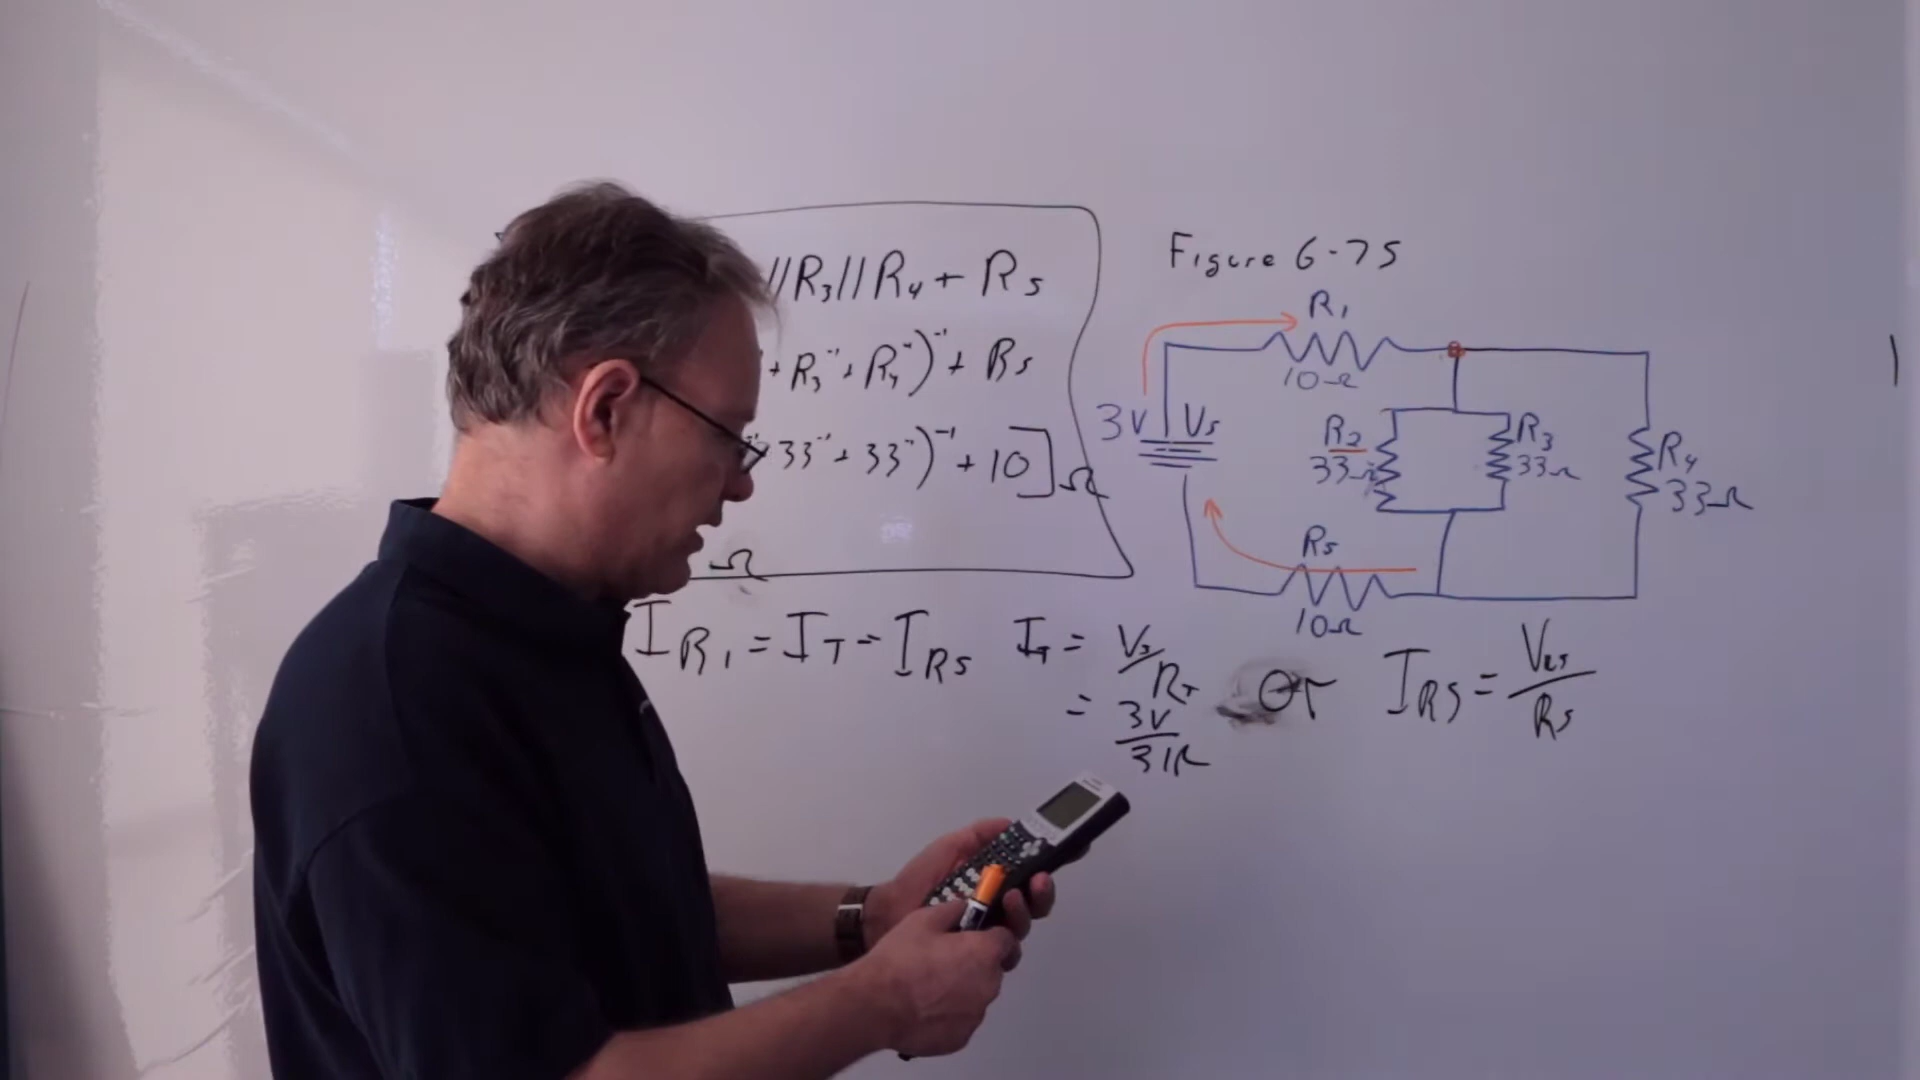 //R3//R4 + R5
+ R3⁻¹ + R4⁻¹)⁻¹ + R5
33⁻¹ + 33⁻¹)⁻¹ + 10]Ω
Ω
Figure 6-75
R1
10Ω
3V Vs
R2
33Ω
R3
33Ω
R4
33Ω
R5
10Ω
IR1 = IT = IR5
IT = Vs/RT
= 3V/31Ω
or
IR5 = VR5/R5